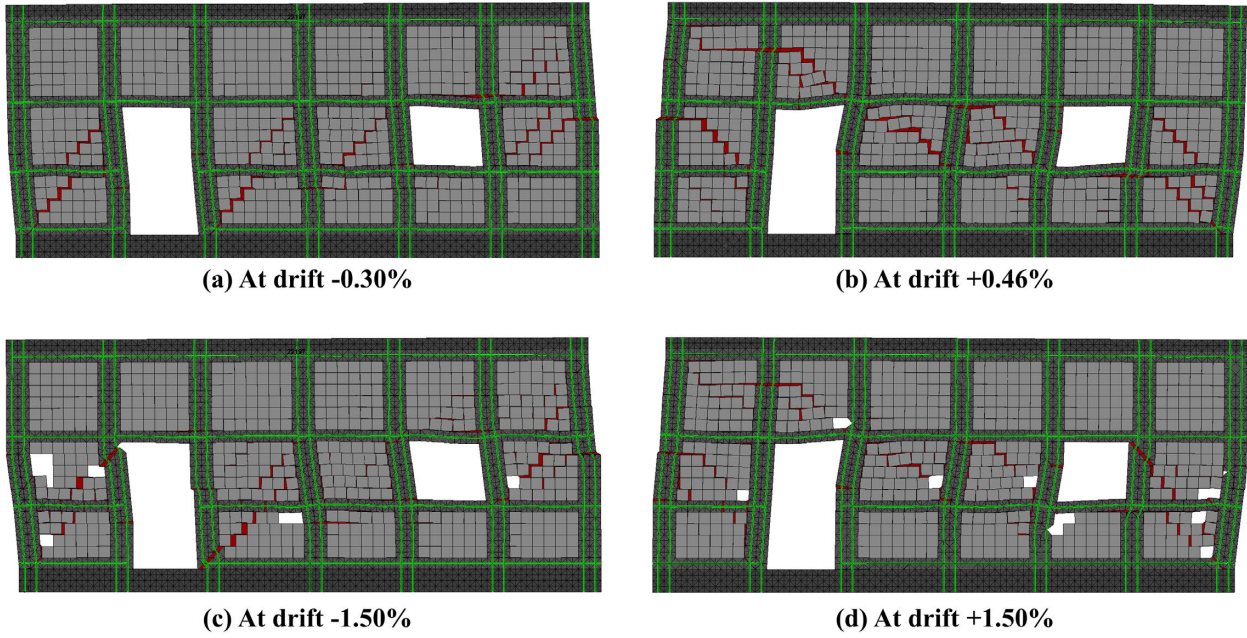 (a) At drift -0.30%
(b) At drift +0.46%
(c) At drift -1.50%
(d) At drift +1.50%